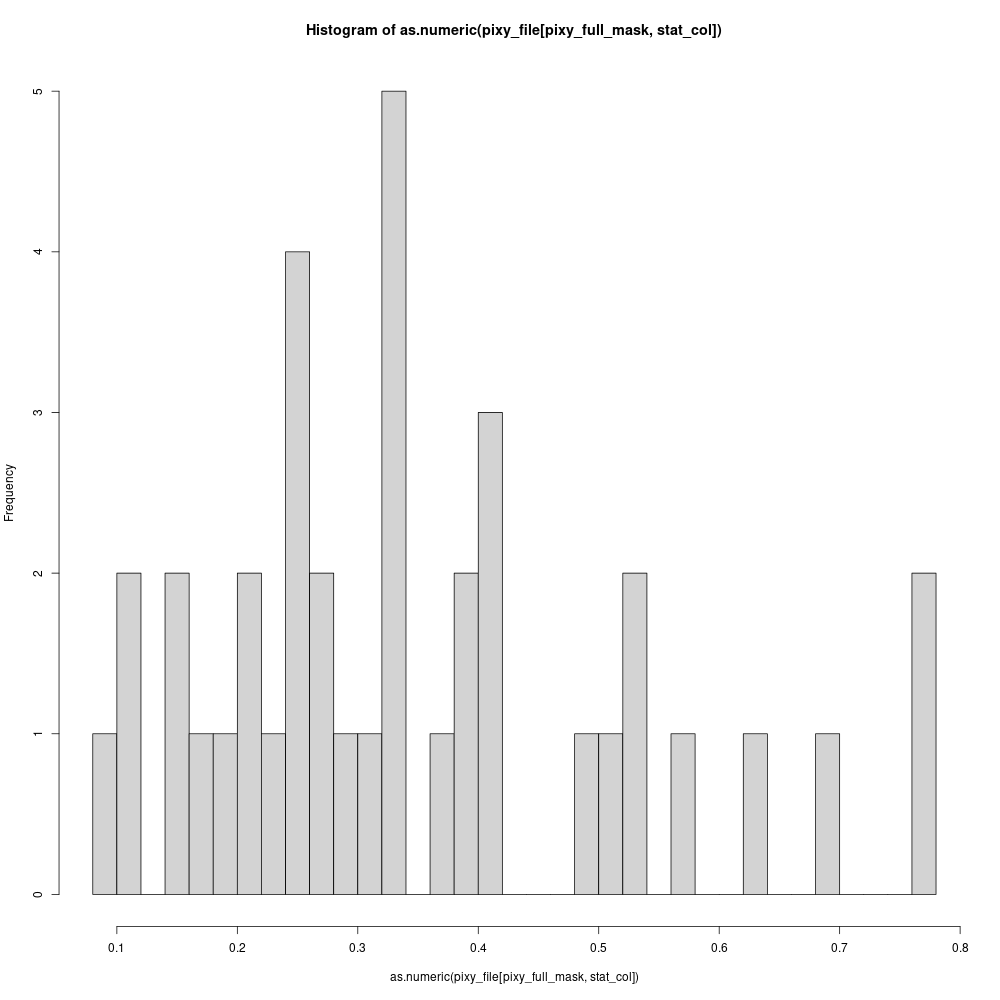 Histogram of as.numeric(pixy_file[pixy_full_mask, stat_col])
5
4
3
2
1
0
Frequency
0.1 0.2 0.3 0.4 0.5 0.6 0.7 0.8
as.numeric(pixy_file[pixy_full_mask, stat_col])